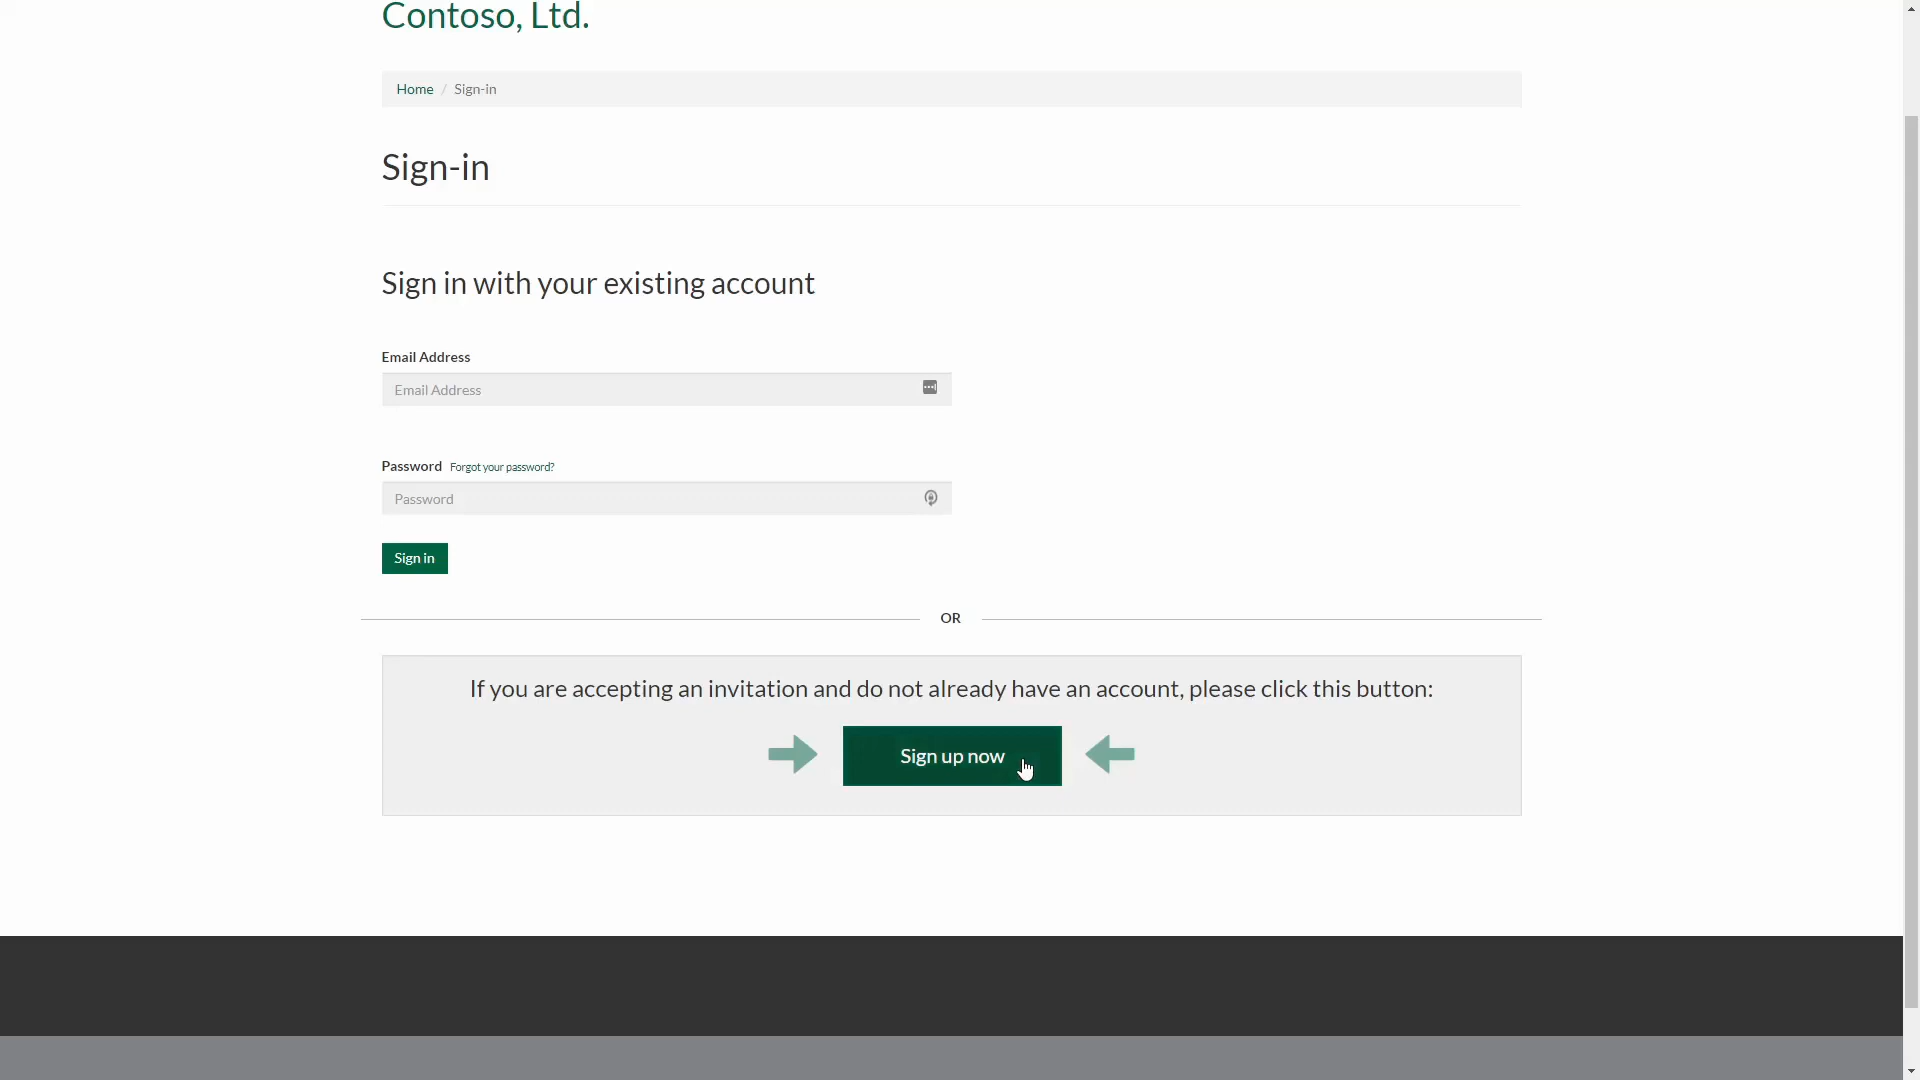 Contoso, Ltd.
Home / Sign-in
Sign-in
Sign in with your existing account
Email Address
Email Address
Password Forgot your password?
Password
Sign in
OR
If you are accepting an invitation and do not already have an account, please click this button:
Sign up now